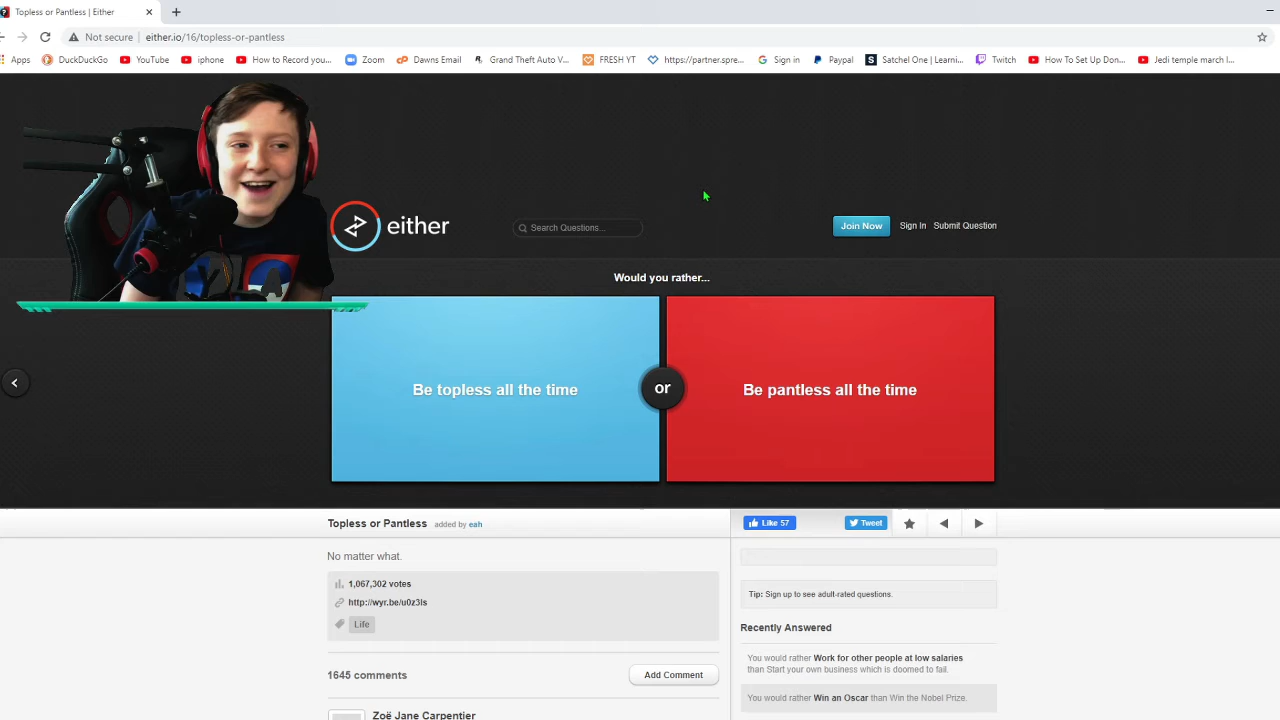 Topless or Pantless | Either
Not secure either.io/16/topless-or-pantless
Apps DuckDuckGo YouTube iphone How to record you... Zoom Dawns Email Grand Theft Auto V... FRESH YT https://partner.spre... Sign in Paypal Satchel One | Learni... Twitch How To Set Up Don... Jedi temple march l...
either
Search Questions...
Join Now Sign In Submit Question
Would you rather...
Be topless all the time or Be pantless all the time
Topless or Pantless added by eah
Like 57 Tweet
No matter what.
1,067,302 votes
http://wyr.be/u0z3ls
Life
1645 comments Add Comment
Zoë Jane Carpentier
Tip: Sign up to see adult-rated questions.
Recently Answered
You would rather Work for other people at low salaries
than Start your own business which is doomed to fail.
You would rather Win an Oscar than Win the Nobel Prize.